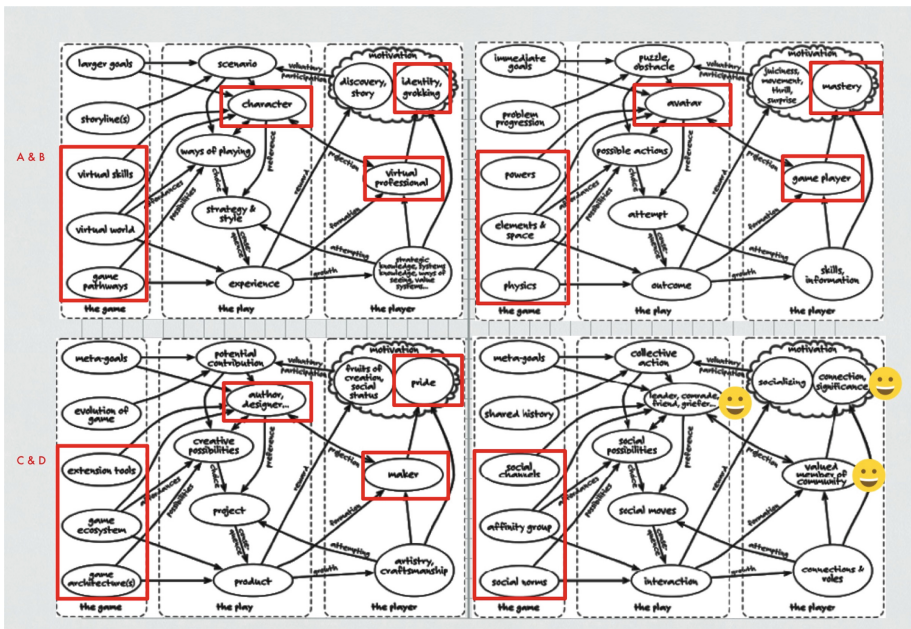 A & B
larger goals
storyline(s)
virtual skills
virtual world
game
pathways
the game
scenario
character
ways of playing
strategy &
style
experience
the play
affordances
possibilities
choice
preference
conse-
quence
voluntary
participation
projection
reward
formation
attempting
growth
motivation
discovery,
story
identity,
grokking
virtual
professional
strategic
knowledge, systems
knowledge, ways of
seeing, value
systems...
the player
immediate
goals
problem
progression
powers
elements &
space
physics
the game
puzzle,
obstacle
avatar
possible actions
attempt
outcome
the play
affordances
possibilities
choice
preference
conse-
quence
voluntary
participation
projection
reward
formation
attempting
growth
motivation
juiciness,
movement,
thrill,
surprise
mastery
game player
skills,
information
the player
C & D
meta-goals
evolution of
game
extension tools
game
ecosystem
game
architecture(s)
the game
potential
contribution
author,
designer...
creative
possibilities
project
product
the play
affordances
possibilities
choice
preference
conse-
quence
voluntary
participation
projection
reward
formation
attempting
growth
motivation
fruits of
creation,
social
status
pride
maker
artistry,
craftsmanship
the player
meta-goals
shared history
social
channels
affinity group
social norms
the game
collective
action
leader, comrade,
friend, griefer...
social
possibilities
social moves
interaction
the play
affordances
possibilities
choice
preference
conse-
quence
voluntary
participation
projection
reward
formation
attempting
growth
motivation
socializing
connection,
significance
valued
member of
community
connections &
roles
the player